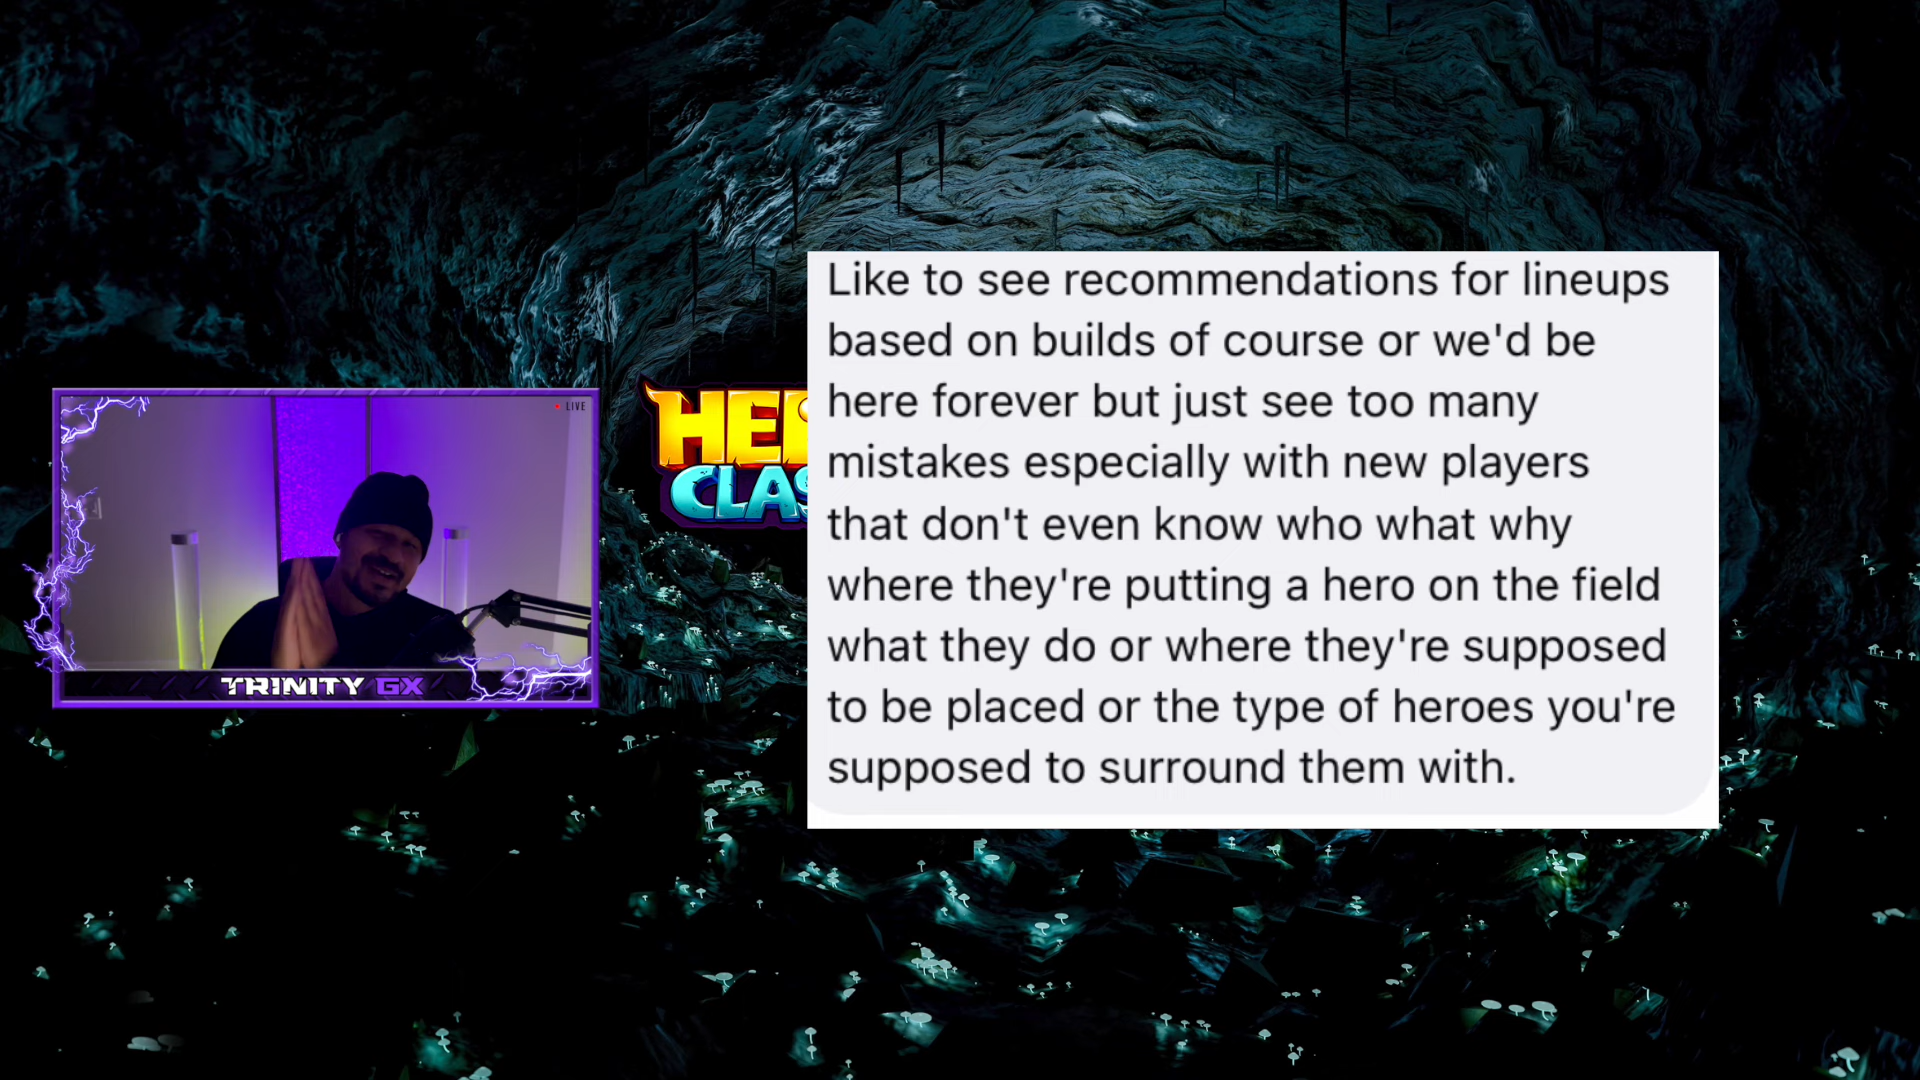 LIVE
TRINITY GX
HE
CLAS
Like to see recommendations for lineups
based on builds of course or we'd be
here forever but just see too many
mistakes especially with new players
that don't even know who what why
where they're putting a hero on the field
what they do or where they're supposed
to be placed or the type of heroes you're
supposed to surround them with.